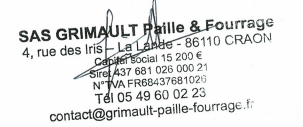 SAS GRIMAULT Paille & Fourrage
4, rue des Iris - La Lande - 86110 CRAON
Capital social 15 200 €
Siret 437 681 026 000 21
N°TVA FR68437681026
Tél 05 49 60 02 23
contact@grimault-paille-fourrage.fr